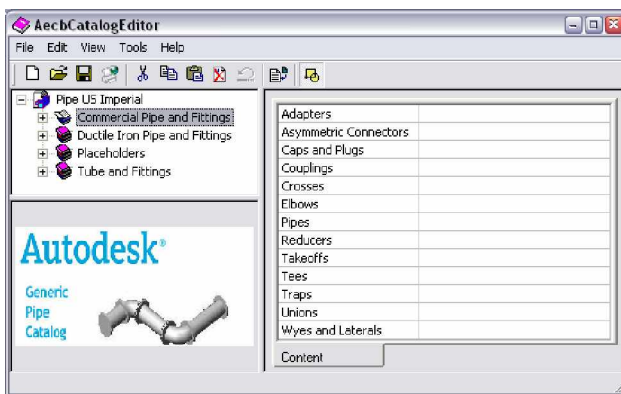 AecbCatalogEditor
File Edit View Tools Help
Pipe US Imperial
Commercial Pipe and Fittings
Ductile Iron Pipe and Fittings
Placeholders
Tube and Fittings
Autodesk®
Generic
Pipe
Catalog
Adapters
Asymmetric Connectors
Caps and Plugs
Couplings
Crosses
Elbows
Pipes
Reducers
Takeoffs
Tees
Traps
Unions
Wyes and Laterals
Content